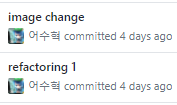 image change
어수혁 committed 4 days ago
refactoring 1
어수혁 committed 4 days ago